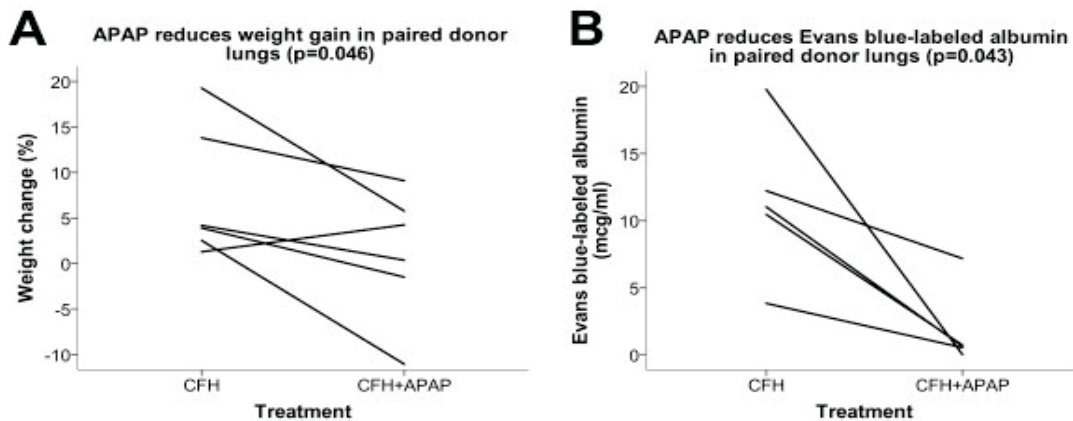 A
APAP reduces weight gain in paired donor
lungs (p=0.046)
20
15
10
5
0
-5
-10
Weight change (%)
CFH
CFH+APAP
Treatment
B
APAP reduces Evans blue-labeled albumin
in paired donor lungs (p=0.043)
20
15
10
5
0
Evans blue-labeled albumin
(mcg/ml)
CFH
CFH+APAP
Treatment